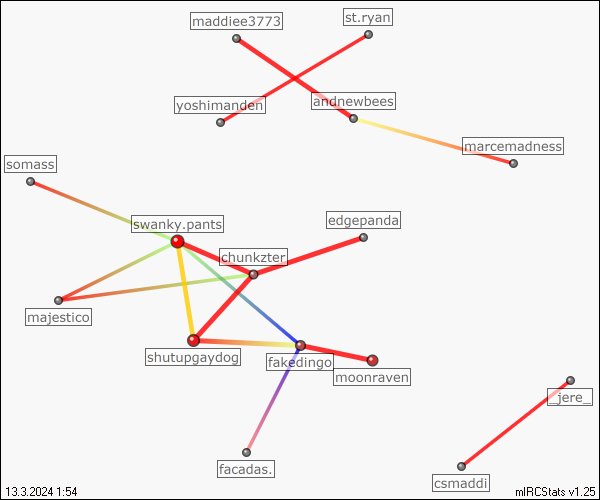 maddiee3773
st.ryan
yoshimanden
andnewbees
marcemadness
somass
swanky.pants
edgepanda
chunkzter
majestico
shutupgaydog
fakedingo
moonraven
_jere_
facadas.
csmaddi
13.3.2024 1:54
mIRCStats v1.25